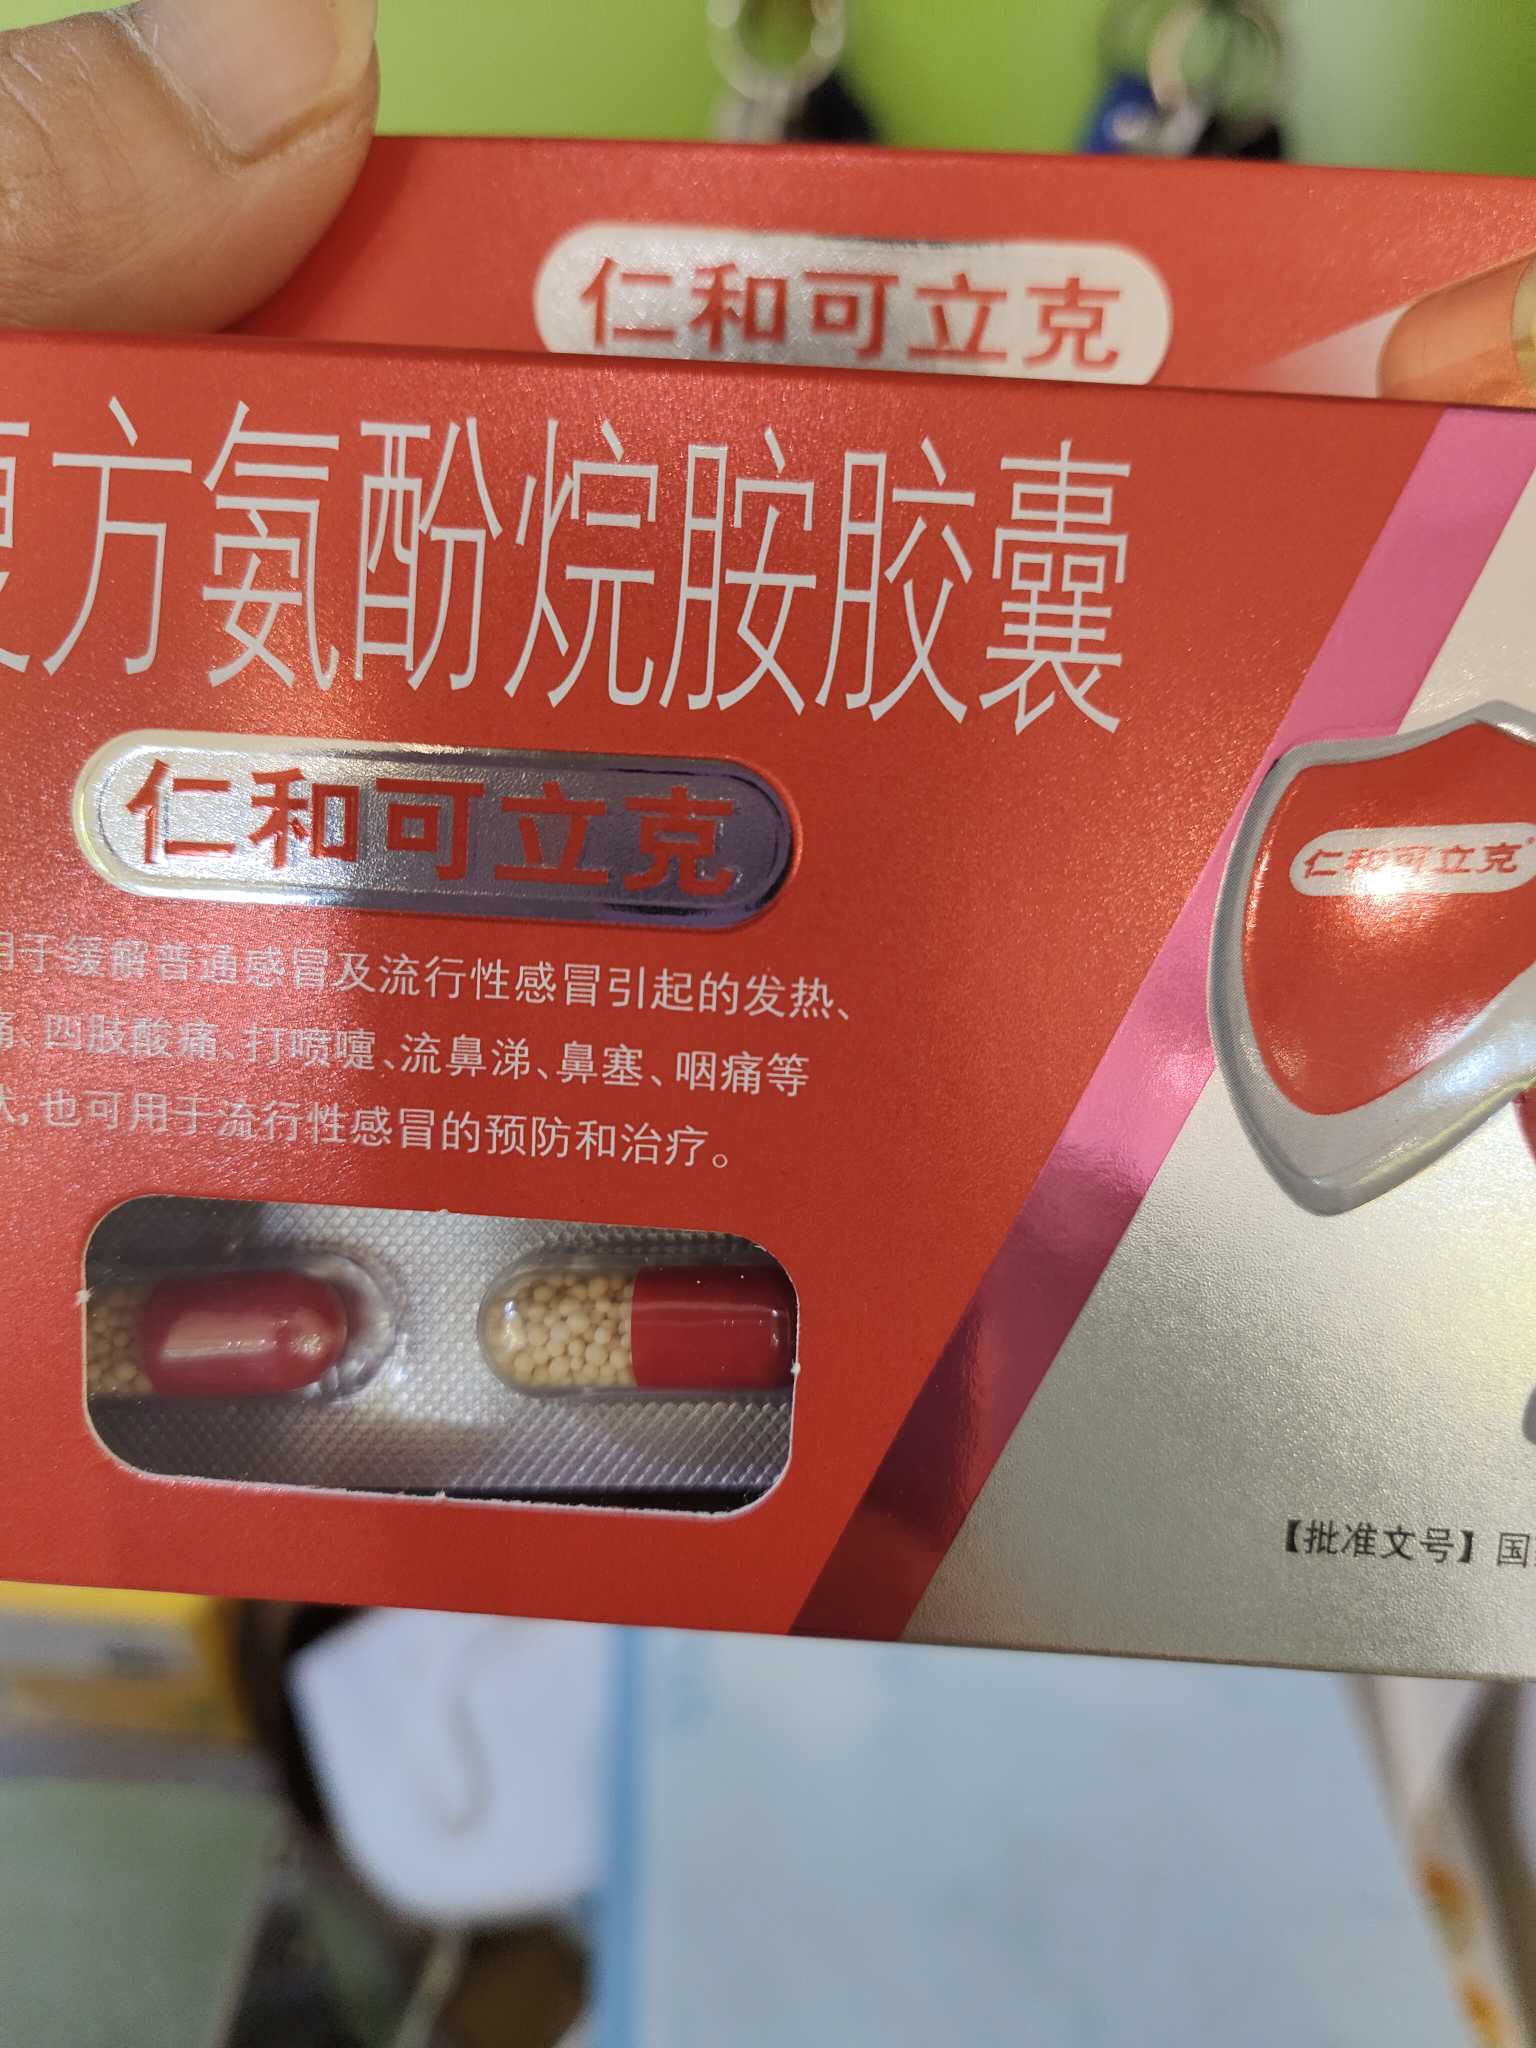 仁和可立克
复方氨酚烷胺胶囊
仁和可立克
仁和可立克
用于缓解普通感冒及流行性感冒引起的发热、
痛、四肢酸痛、打喷嚏、流鼻涕、鼻塞、咽痛等
状,也可用于流行性感冒的预防和治疗。
【批准文号】国